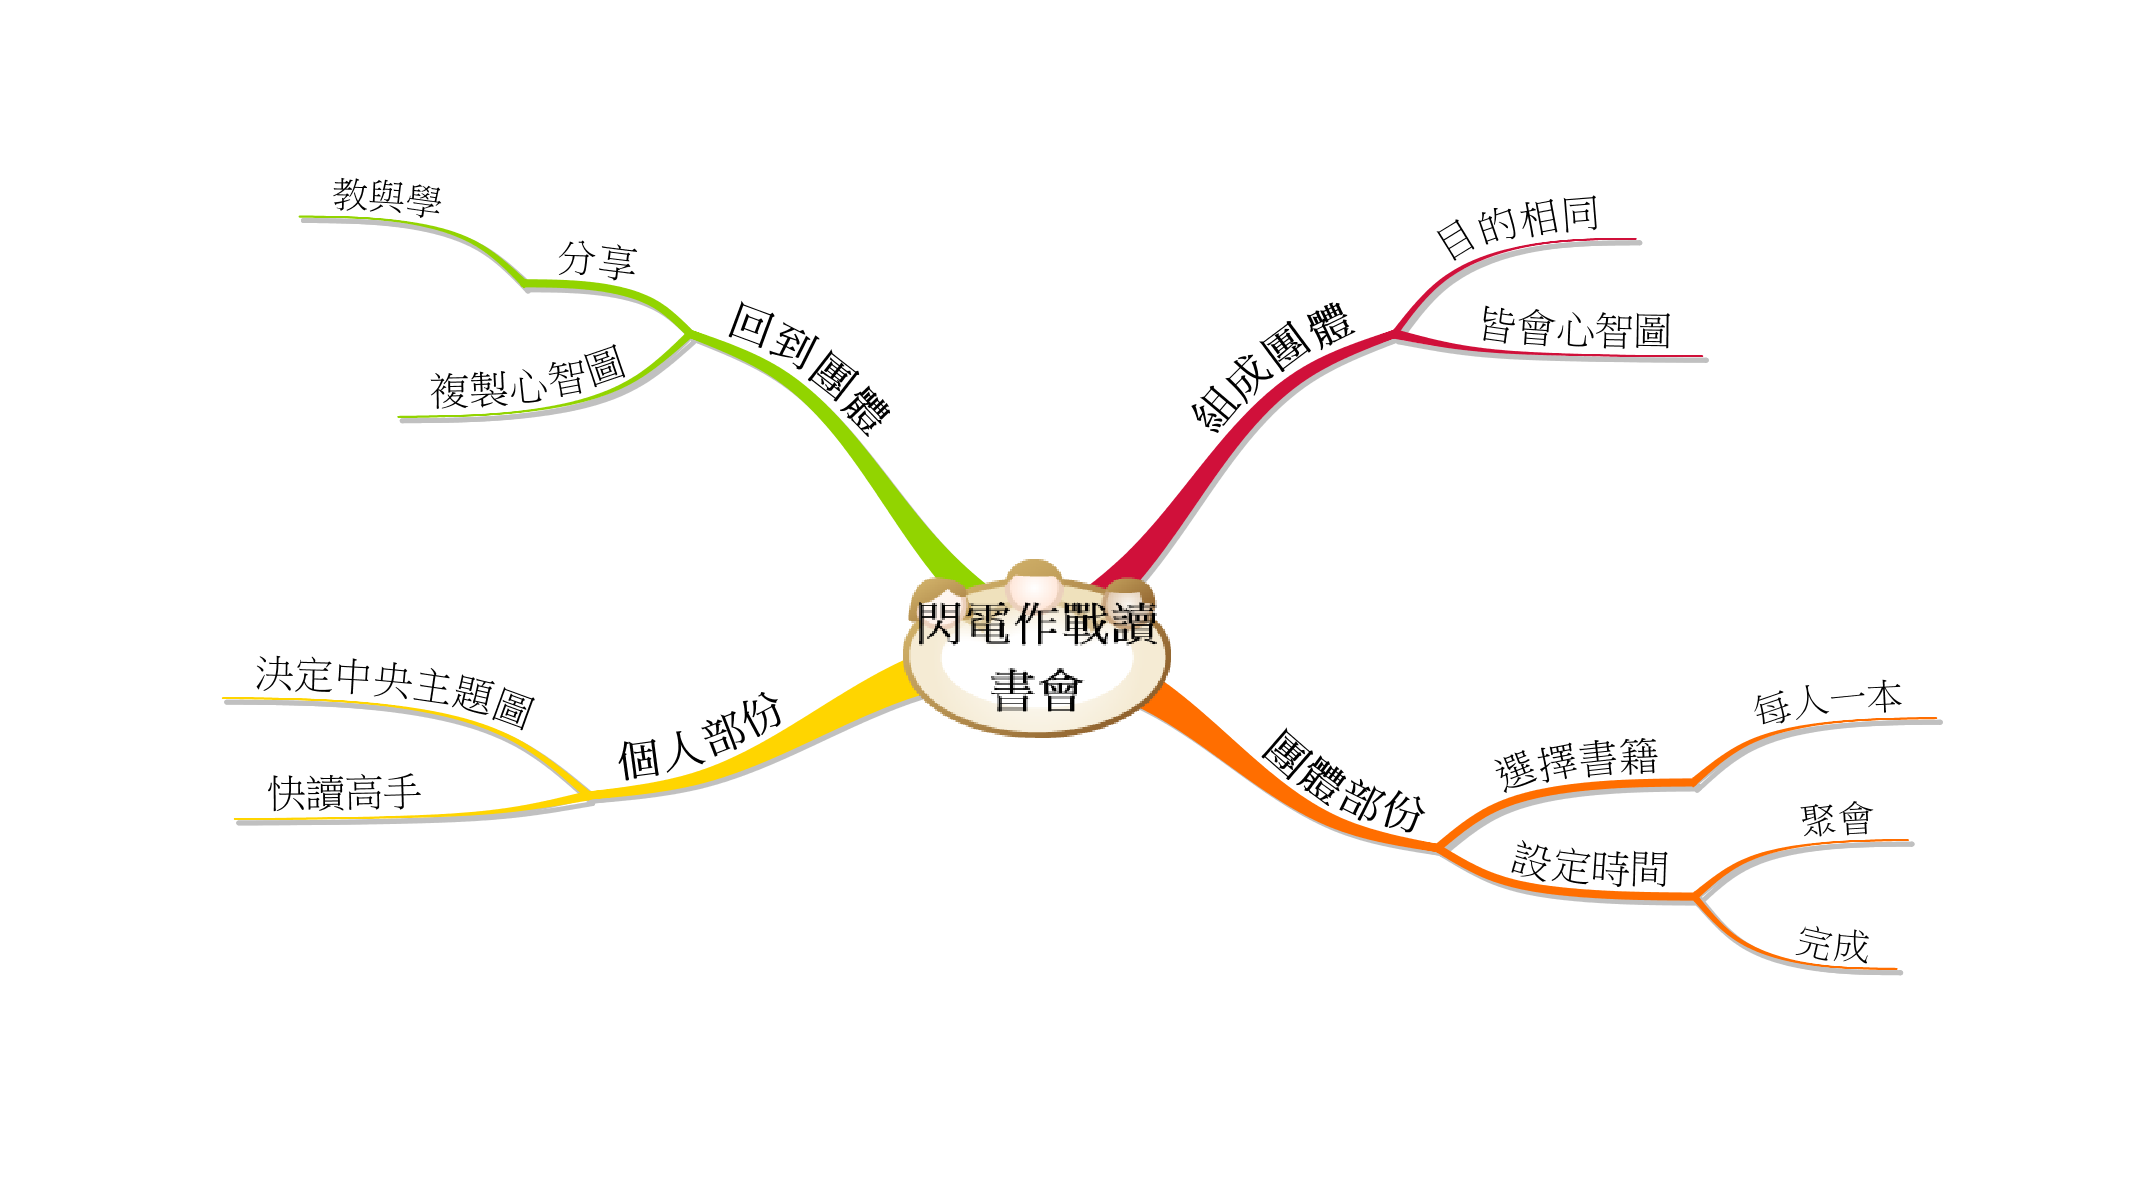 閃電作戰讀
書會
組成團體
目的相同
皆會心智圖
團體部份
選擇書籍
每人一本
設定時間
聚會
完成
個人部份
決定中央主題圖
快讀高手
回到團體
分享
教與學
複製心智圖